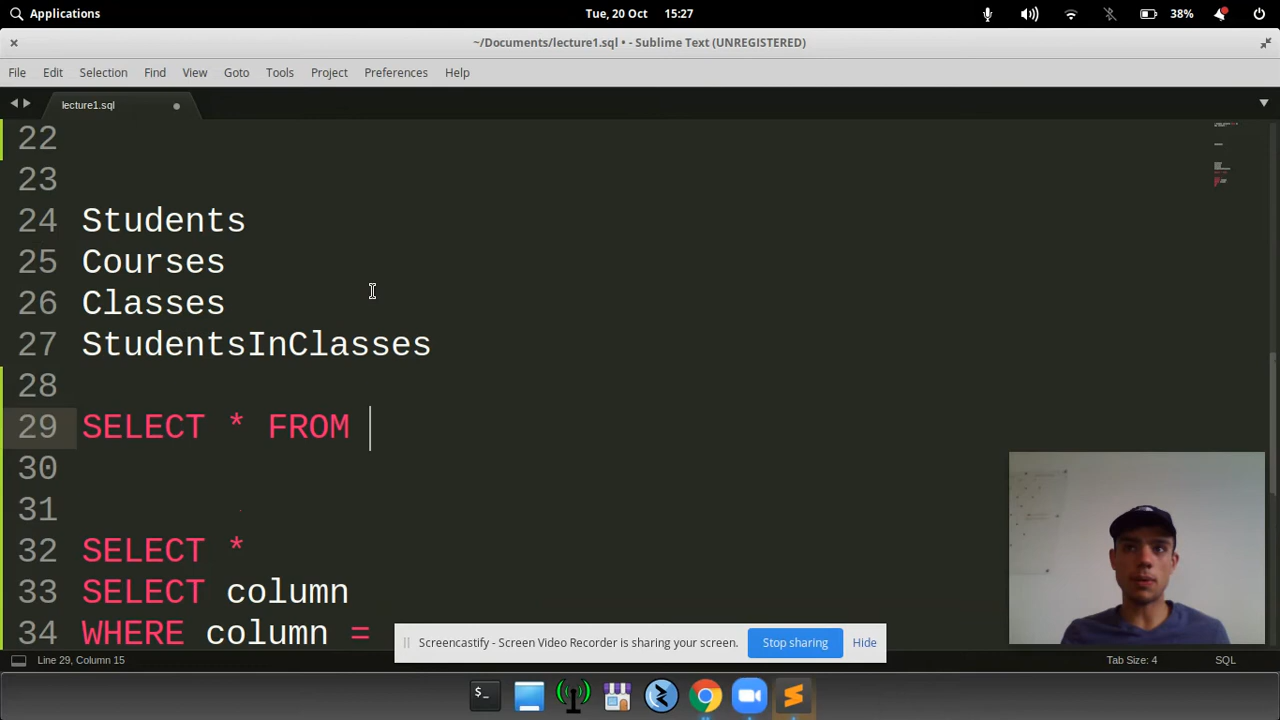 Applications
Tue, 20 Oct 15:27
38%
~/Documents/lecture1.sql • - Sublime Text (UNREGISTERED)
File Edit Selection View Find Goto Tools Project Preferences Help
lecture1.sql
22
23
24 Students
25 Courses
26 Classes
27 StudentsInClasses
28
29 SELECT * FROM
30
31
32 SELECT *
33 SELECT column
34 WHERE column =
Screencastify - Screen Video Recorder is sharing your screen. Stop sharing Hide
Line 29, Column 15
Tab Size: 4 SQL